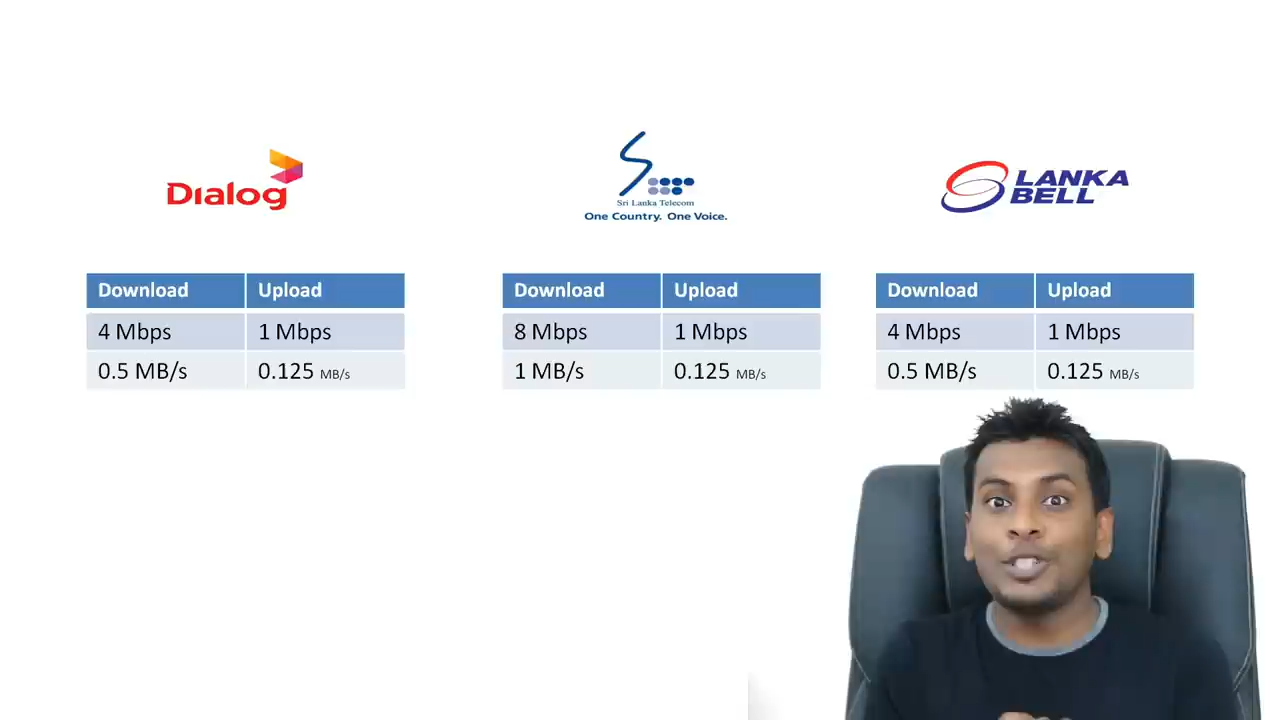 Dialog
Sri Lanka Telecom
One Country. One Voice.
LANKA
BELL
Download Upload
4 Mbps 1 Mbps
0.5 MB/s 0.125 MB/s
Download Upload
8 Mbps 1 Mbps
1 MB/s 0.125 MB/s
Download Upload
4 Mbps 1 Mbps
0.5 MB/s 0.125 MB/s